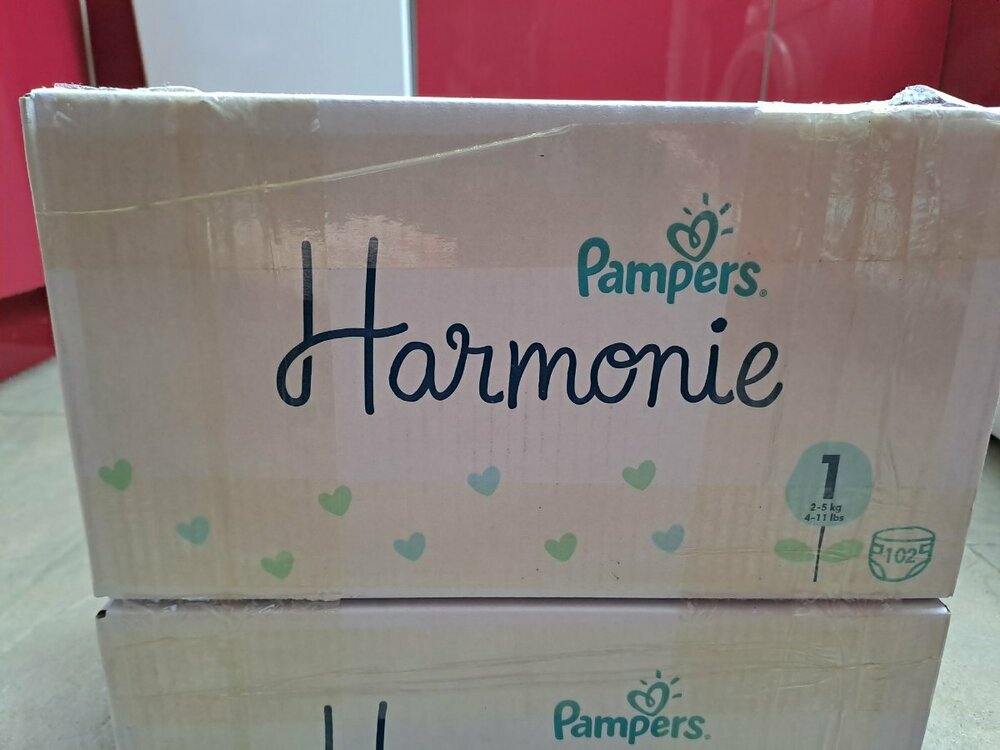 Pampers®
Harmonie
1
2-5 kg
4-11 lbs
102
Pampers®
H